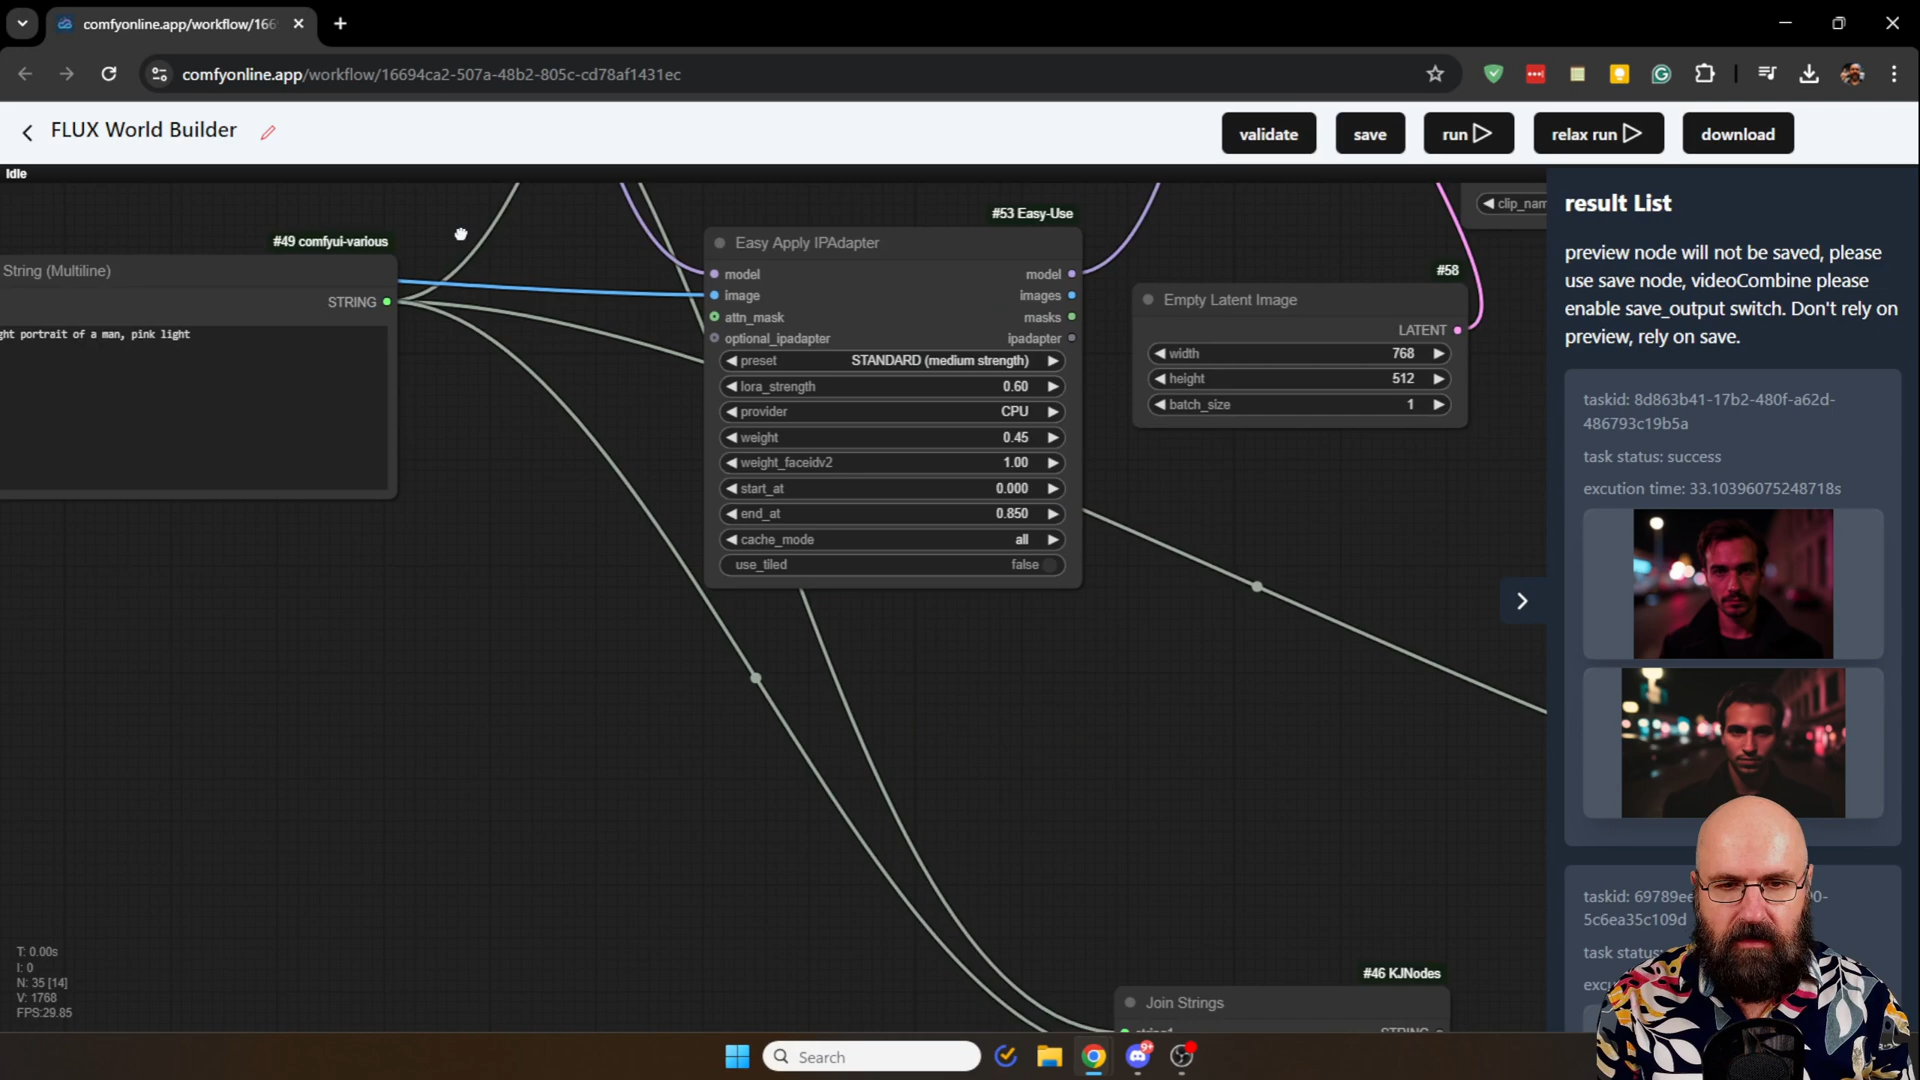 comfyonline.app/workflow/166
comfyonline.app/workflow/16694ca2-507a-48b2-805c-cd78af1431ec
FLUX World Builder
validate
save
run
relax run
download
Idle
#49 comfyui-various
String (Multiline)
STRING
ght portrait of a man, pink light
#53 Easy-Use
Easy Apply IPAdapter
model
model
image
images
attn_mask
masks
optional_ipadapter
ipadapter
preset STANDARD (medium strength)
lora_strength 0.60
provider CPU
weight 0.45
weight_faceidv2 1.00
start_at 0.000
end_at 0.850
cache_mode all
use_tiled false
#58
Empty Latent Image
LATENT
width 768
height 512
batch_size 1
clip_nam
#46 KJNodes
Join Strings
string1
STRING
result List
preview node will not be saved, please
use save node, videoCombine please
enable save_output switch. Don't rely on
preview, rely on save.
taskid: 8d863b41-17b2-480f-a62d-
486793c19b5a
task status: success
excution time: 33.10396075248718s
taskid: 69789ee
0-
5c6ea35c109d
task status:
excu
T: 0.00s
I: 0
N: 35 [14]
V: 1768
FPS:29.85
Search
9+